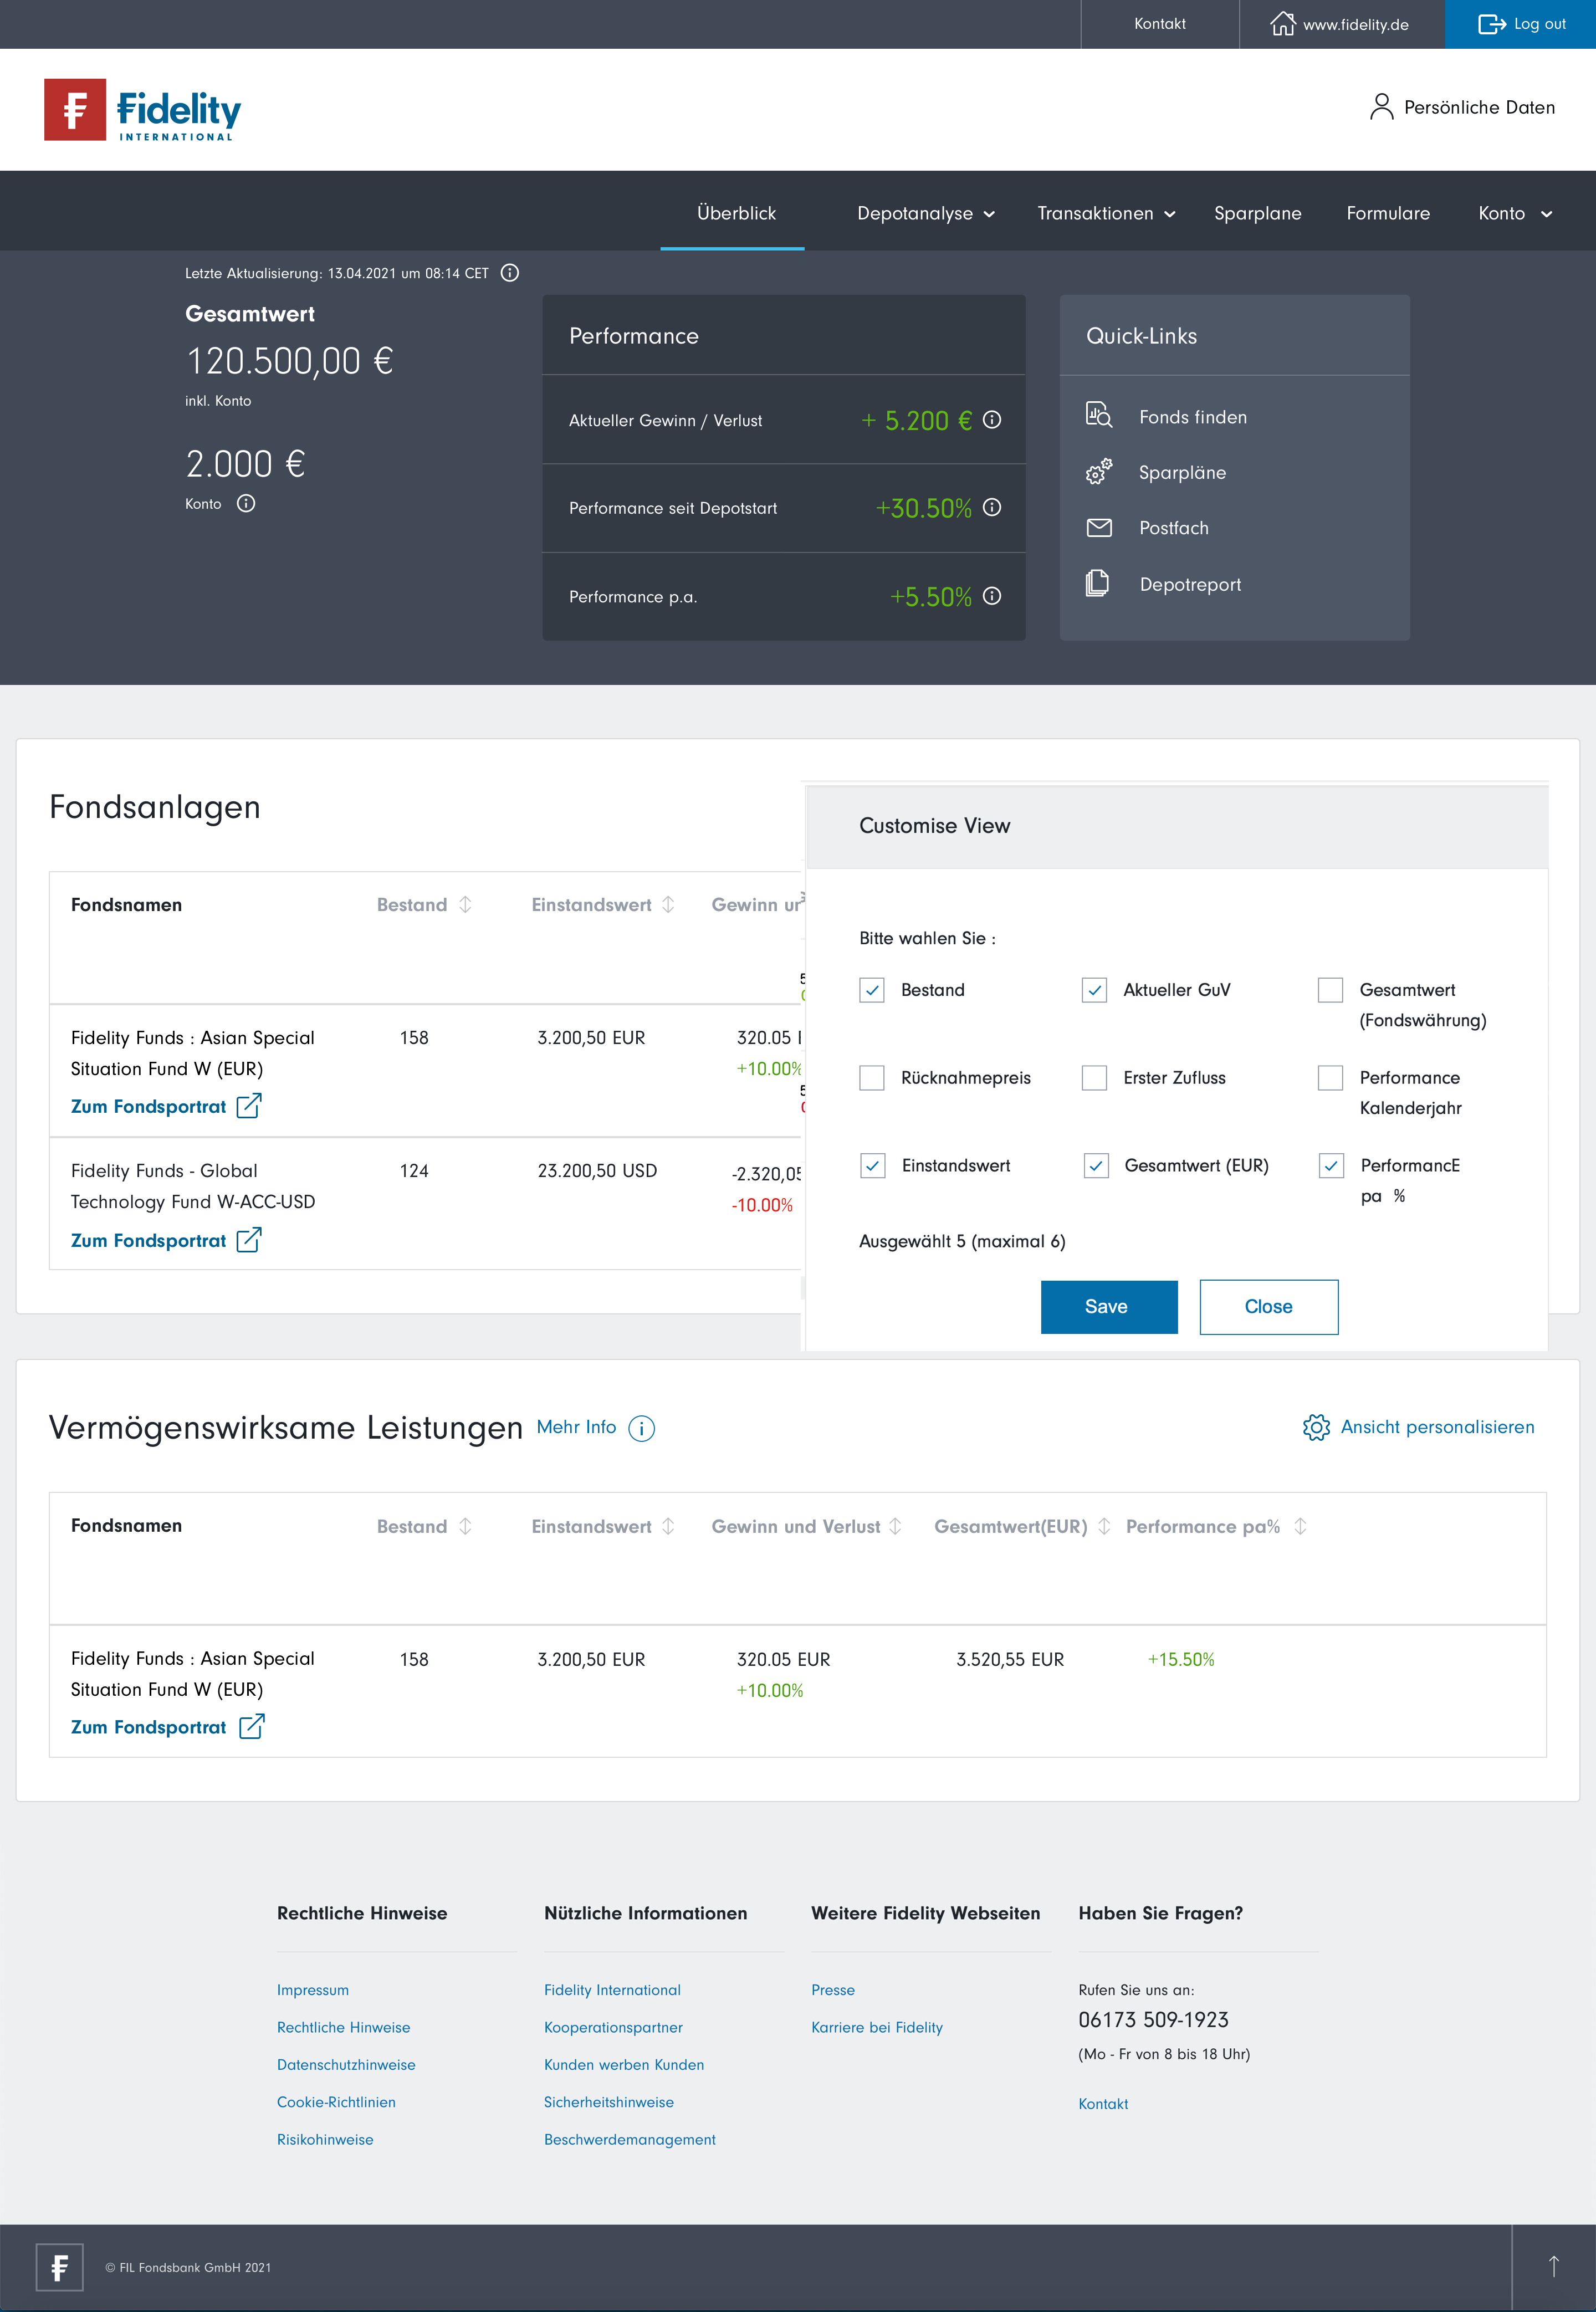 Kontakt
www.fidelity.de
Log out
Fidelity
INTERNATIONAL
Persönliche Daten
Überblick
Depotanalyse
Transaktionen
Sparplane
Formulare
Konto
Letzte Aktualisierung: 13.04.2021 um 08:14 CET
Gesamtwert
120.500,00 €
inkl. Konto
2.000 €
Konto
Performance
Aktueller Gewinn / Verlust
+ 5.200 €
Performance seit Depotstart
+30.50%
Performance p.a.
+5.50%
Quick-Links
Fonds finden
Sparpläne
Postfach
Depotreport
Fondsanlagen
Fondsnamen
Bestand
Einstandswert
Gewinn
Fidelity Funds : Asian Special
Situation Fund W (EUR)
Zum Fondsportrat
158
3.200,50 EUR
320.05
+10.00%
Fidelity Funds - Global
Technology Fund W-ACC-USD
Zum Fondsportrat
124
23.200,50 USD
-2.320,05
-10.00%
Customise View
Bitte wahlen Sie :
Bestand
Aktueller GuV
Gesamtwert
(Fondswährung)
Rücknahmepreis
Erster Zufluss
Performance
Kalenderjahr
Einstandswert
Gesamtwert (EUR)
PerformancE
pa %
Ausgewählt 5 (maximal 6)
Save
Close
Vermögenswirksame Leistungen
Mehr Info
Ansicht personalisieren
Fondsnamen
Bestand
Einstandswert
Gewinn und Verlust
Gesamtwert(EUR)
Performance pa%
Fidelity Funds : Asian Special
Situation Fund W (EUR)
Zum Fondsportrat
158
3.200,50 EUR
320.05 EUR
+10.00%
3.520,55 EUR
+15.50%
Rechtliche Hinweise
Impressum
Rechtliche Hinweise
Datenschutzhinweise
Cookie-Richtlinien
Risikohinweise
Nützliche Informationen
Fidelity International
Kooperationspartner
Kunden werben Kunden
Sicherheitshinweise
Beschwerdemanagement
Weitere Fidelity Webseiten
Presse
Karriere bei Fidelity
Haben Sie Fragen?
Rufen Sie uns an:
06173 509-1923
(Mo - Fr von 8 bis 18 Uhr)
Kontakt
© FIL Fondsbank GmbH 2021